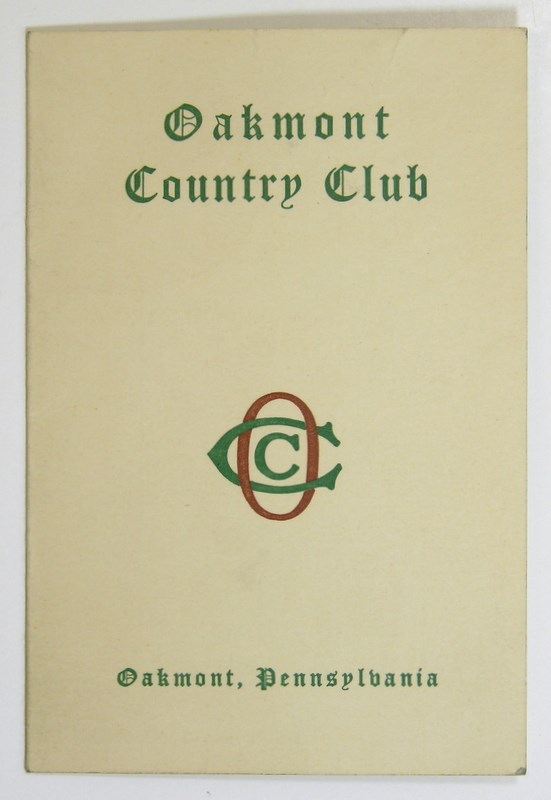 Oakmont
Country Club
OCC
Oakmont, Pennsylvania